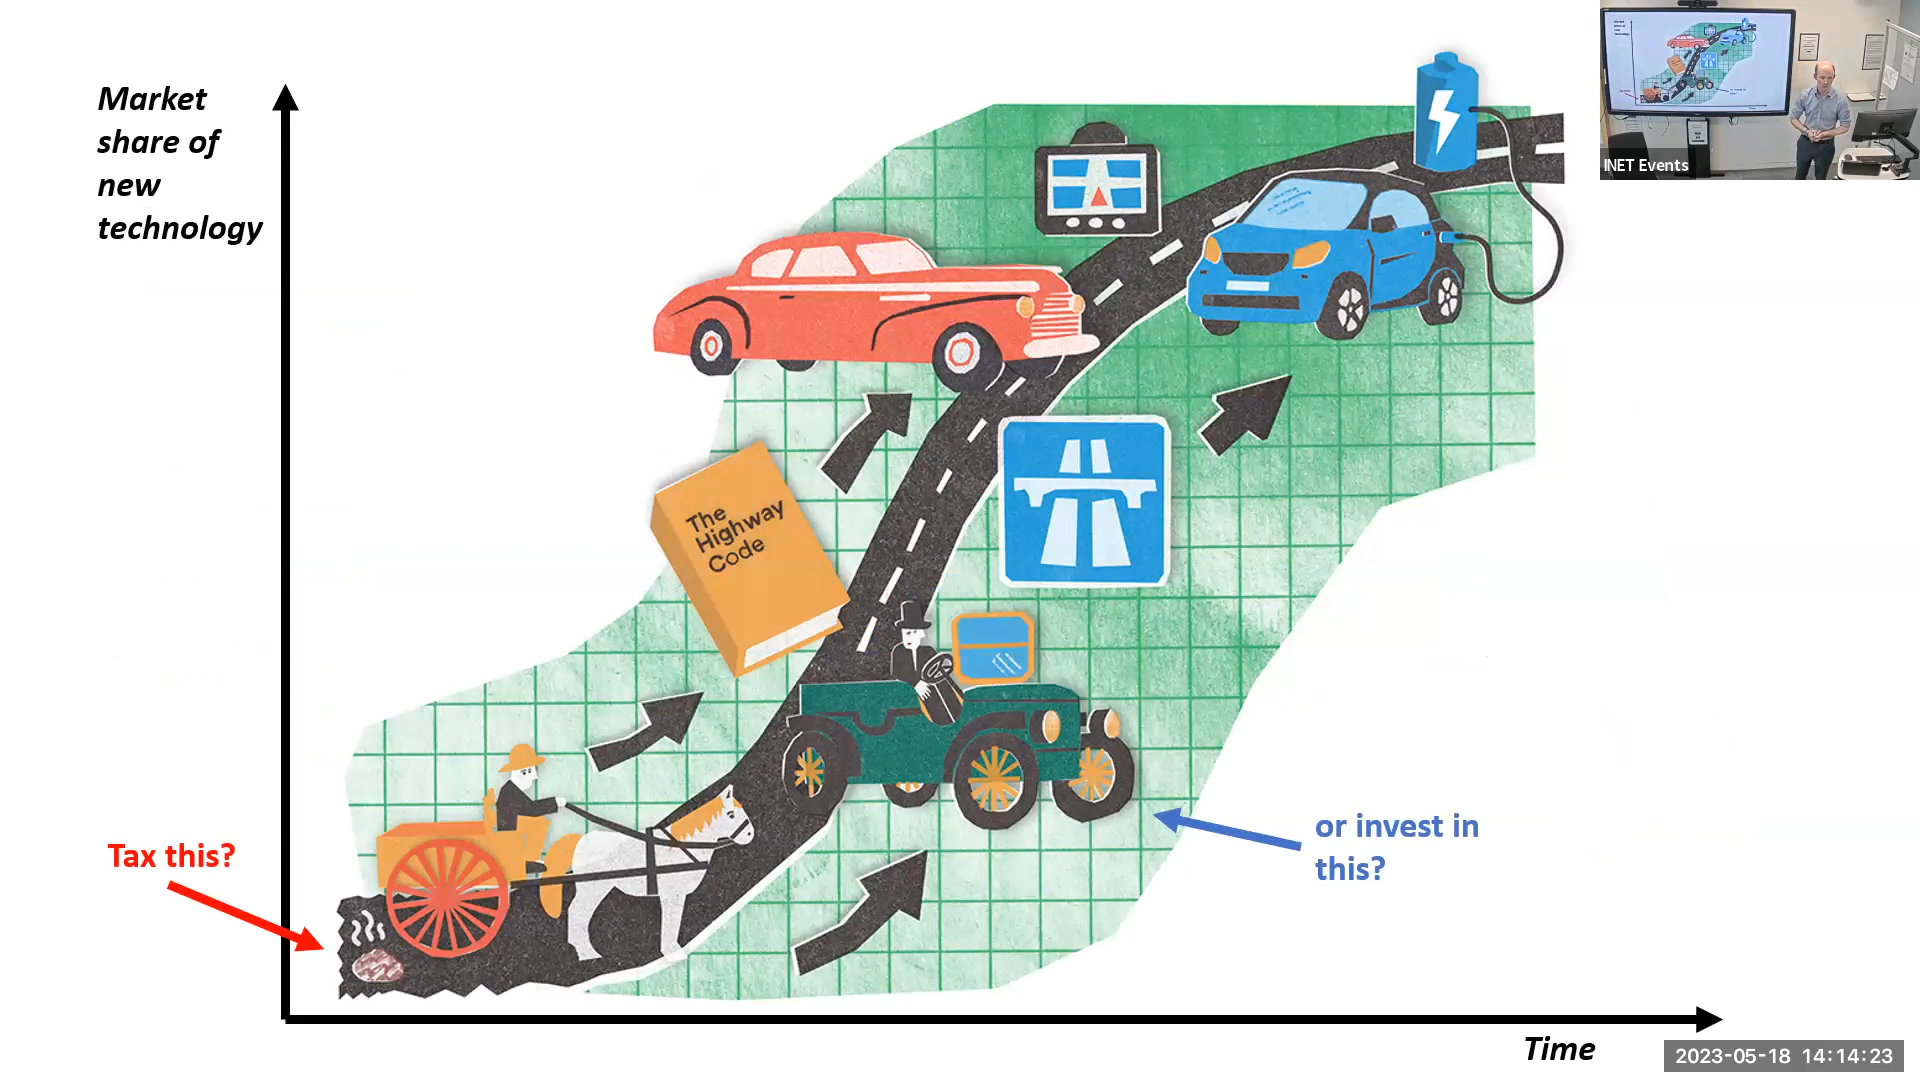 Market
share of
new
technology
INET Events
The
Highway
Code
Tax this?
or invest in
this?
Time
2023-05-18 14:14:23